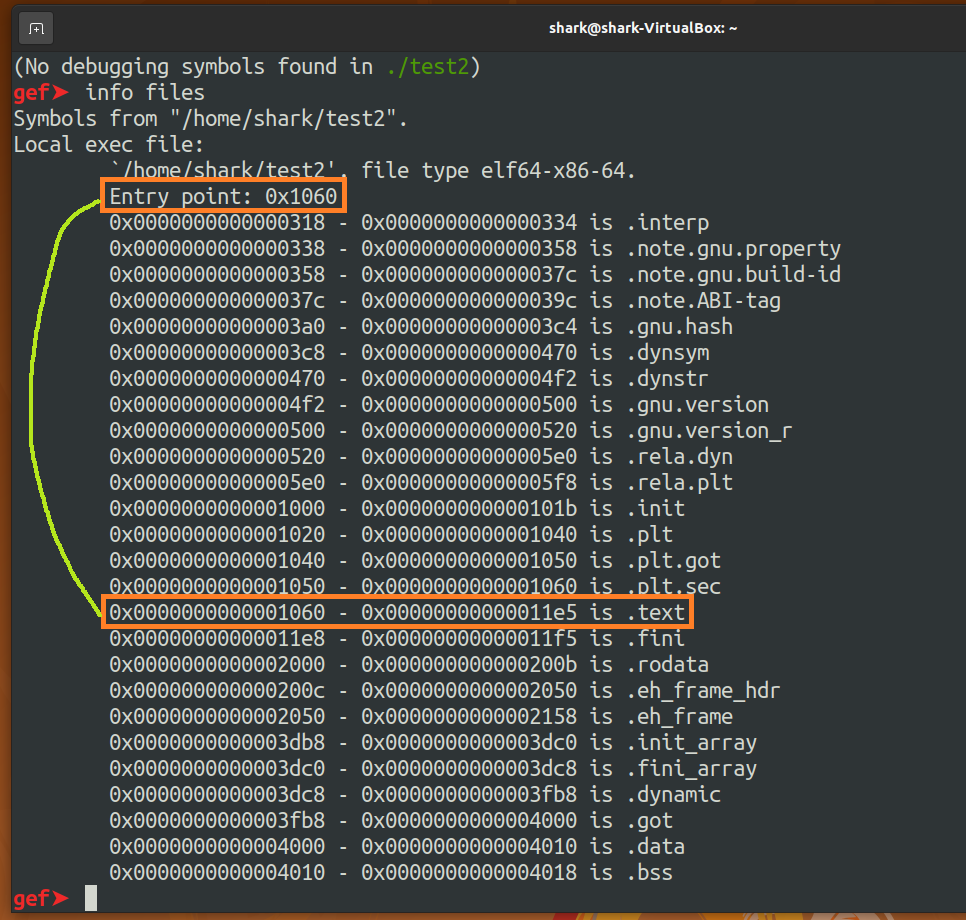 shark@shark-VirtualBox: ~
(No debugging symbols found in ./test2)
gef➤ info files
Symbols from "/home/shark/test2".
Local exec file:
`/home/shark/test2', file type elf64-x86-64.
Entry point: 0x1060
0x0000000000000318 - 0x0000000000000334 is .interp
0x0000000000000338 - 0x0000000000000358 is .note.gnu.property
0x0000000000000358 - 0x000000000000037c is .note.gnu.build-id
0x000000000000037c - 0x000000000000039c is .note.ABI-tag
0x00000000000003a0 - 0x00000000000003c4 is .gnu.hash
0x00000000000003c8 - 0x0000000000000470 is .dynsym
0x0000000000000470 - 0x00000000000004f2 is .dynstr
0x00000000000004f2 - 0x0000000000000500 is .gnu.version
0x0000000000000500 - 0x0000000000000520 is .gnu.version_r
0x0000000000000520 - 0x00000000000005e0 is .rela.dyn
0x00000000000005e0 - 0x00000000000005f8 is .rela.plt
0x0000000000001000 - 0x000000000000101b is .init
0x0000000000001020 - 0x0000000000001040 is .plt
0x0000000000001040 - 0x0000000000001050 is .plt.got
0x0000000000001050 - 0x0000000000001060 is .plt.sec
0x0000000000001060 - 0x00000000000011e5 is .text
0x00000000000011e8 - 0x00000000000011f5 is .fini
0x0000000000002000 - 0x000000000000200b is .rodata
0x000000000000200c - 0x0000000000002050 is .eh_frame_hdr
0x0000000000002050 - 0x0000000000002158 is .eh_frame
0x0000000000003db8 - 0x0000000000003dc0 is .init_array
0x0000000000003dc0 - 0x0000000000003dc8 is .fini_array
0x0000000000003dc8 - 0x0000000000003fb8 is .dynamic
0x0000000000003fb8 - 0x0000000000004000 is .got
0x0000000000004000 - 0x0000000000004010 is .data
0x0000000000004010 - 0x0000000000004018 is .bss
gef➤